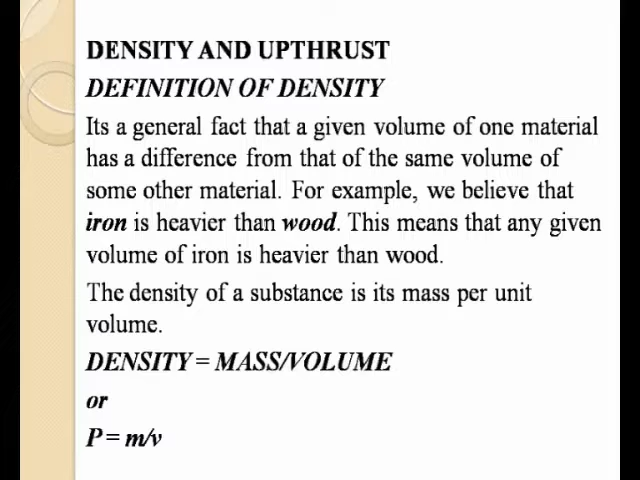 DENSITY AND UPTHRUST
DEFINITION OF DENSITY
Its a general fact that a given volume of one material
has a difference from that of the same volume of
some other material. For example, we believe that
iron is heavier than wood. This means that any given
volume of iron is heavier than wood.
The density of a substance is its mass per unit
volume.
DENSITY = MASS/VOLUME
or
P = m/v